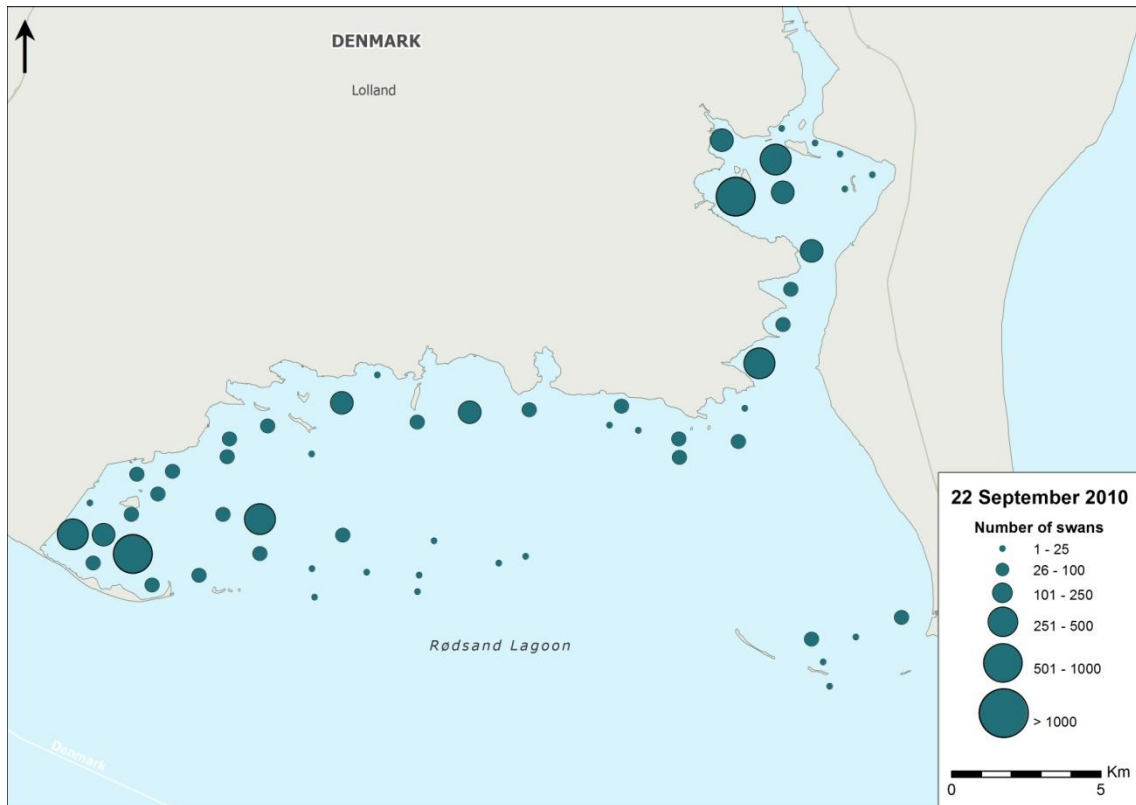 DENMARK
Lolland
Rødsand Lagoon
Denmark
22 September 2010
Number of swans
1 - 25
26 - 100
101 - 250
251 - 500
501 - 1000
> 1000
Km
0 5